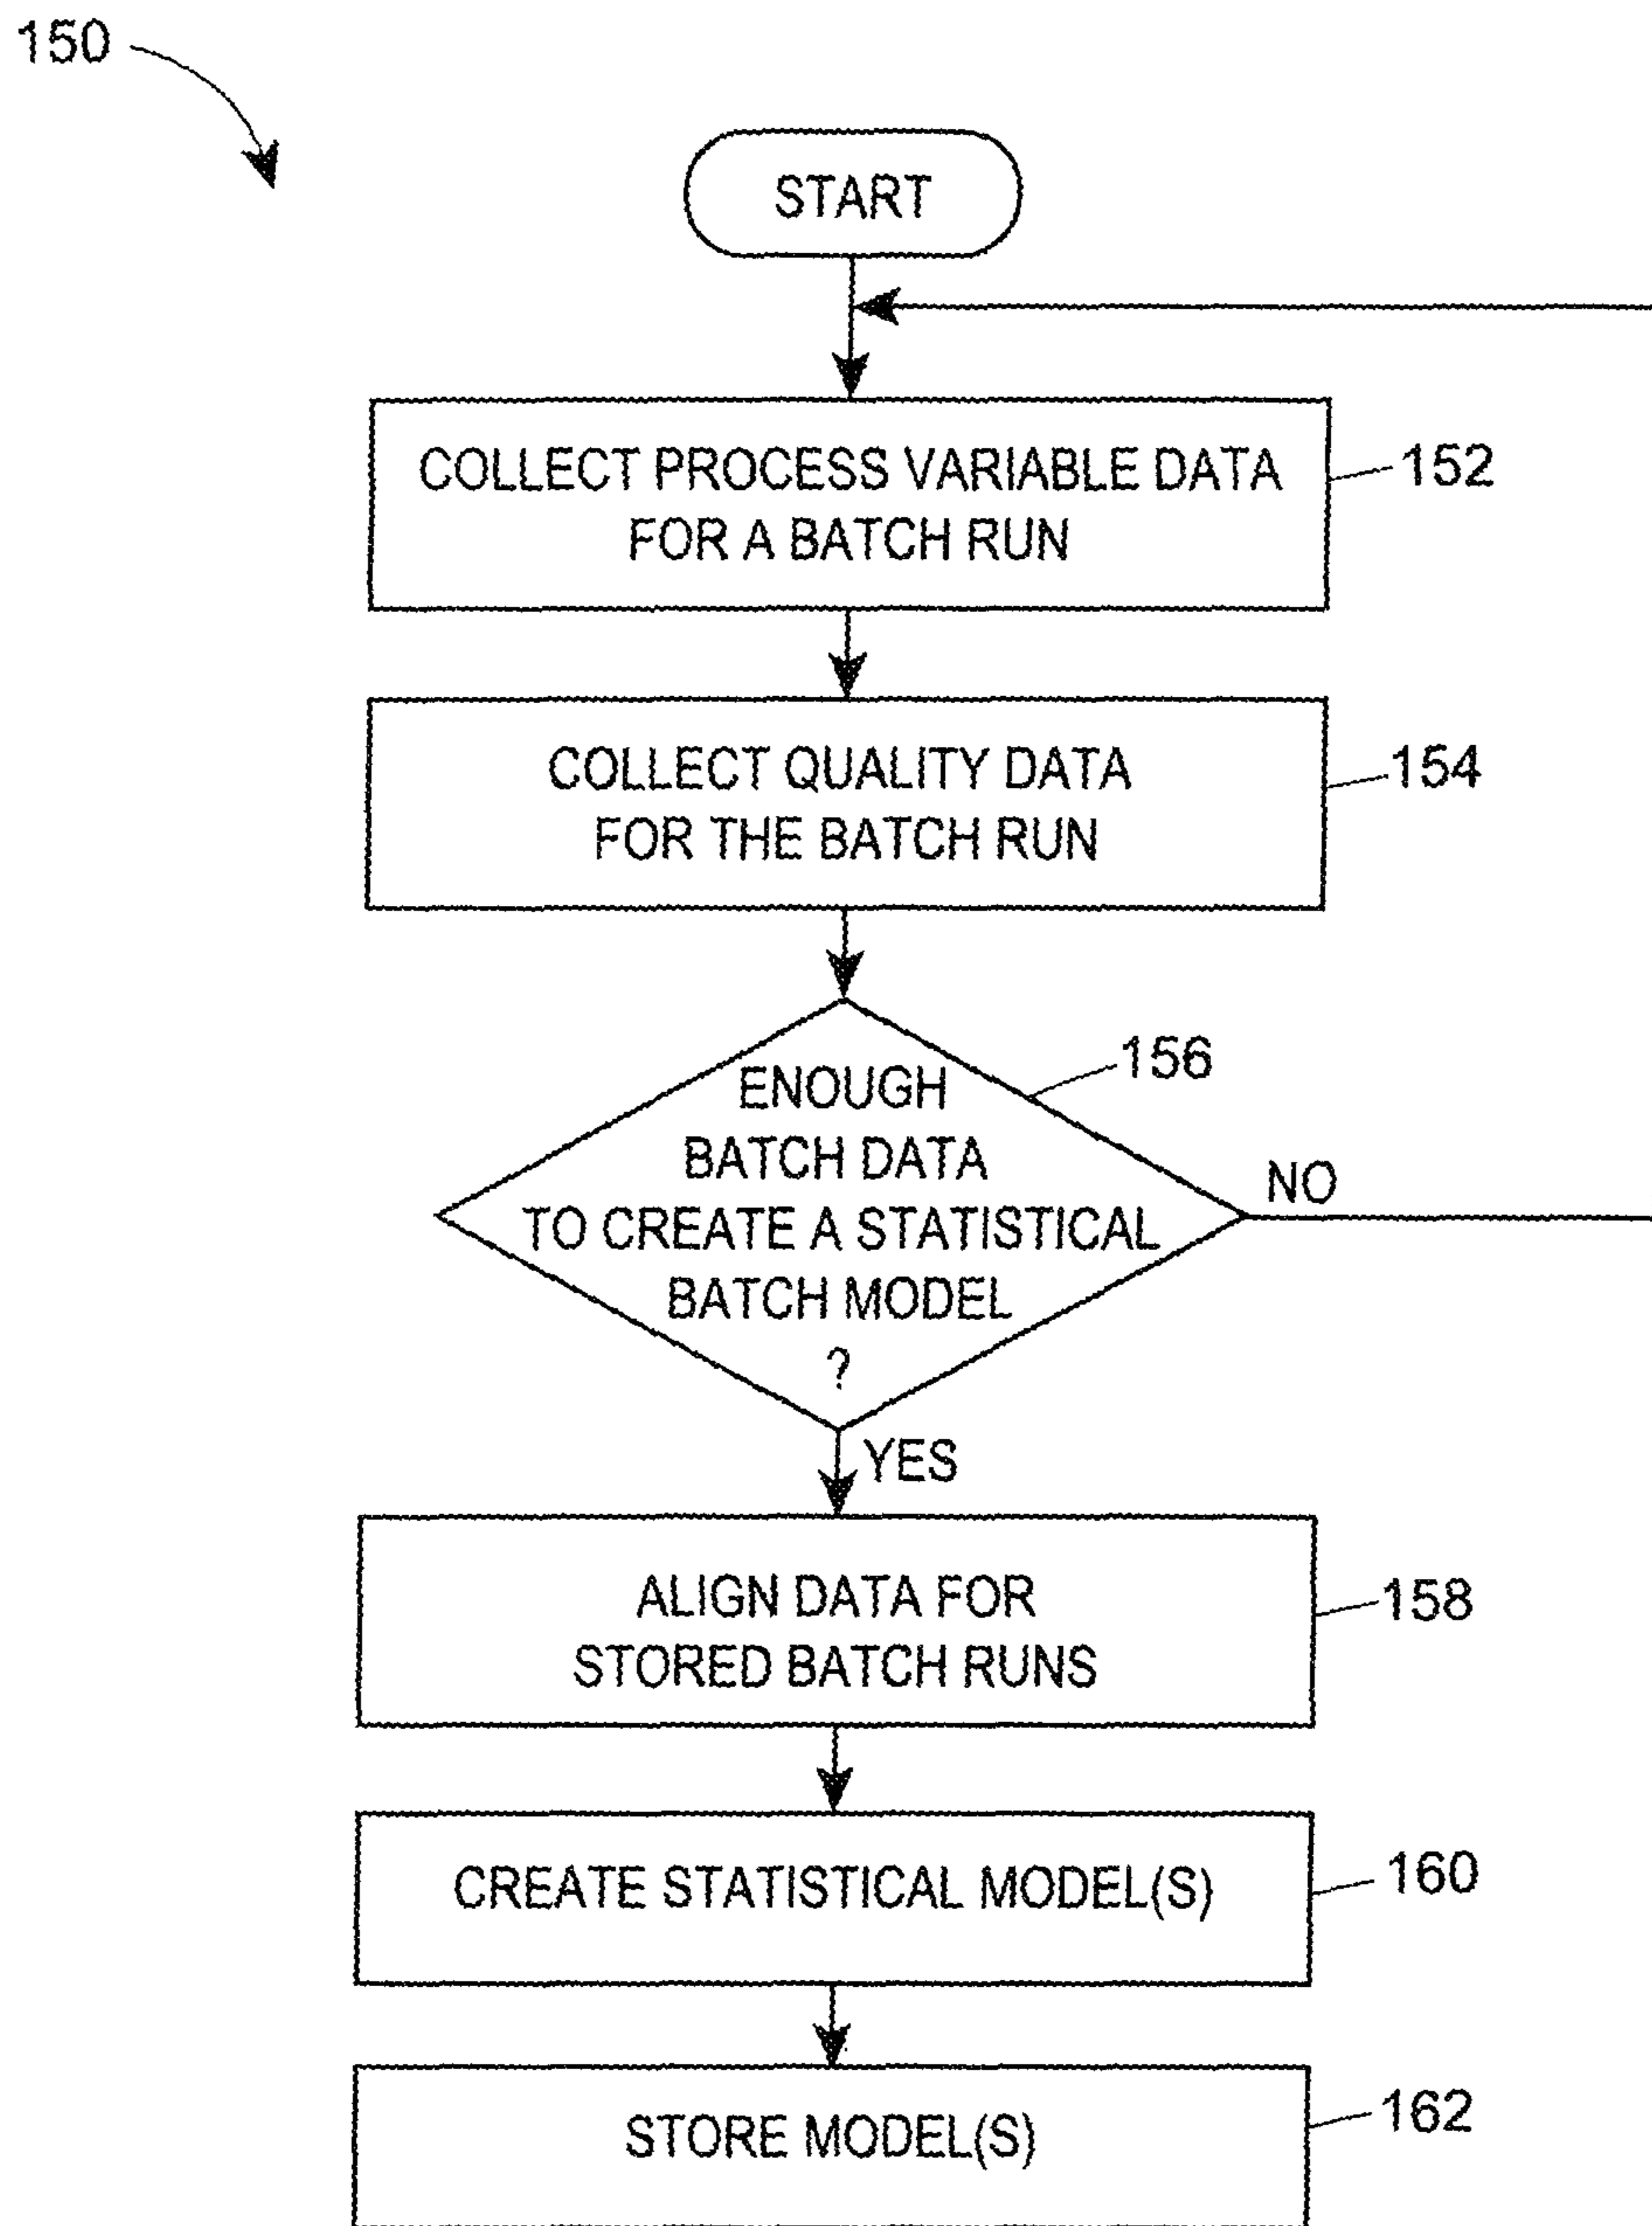 150
START
COLLECT PROCESS VARIABLE DATA
FOR A BATCH RUN
152
COLLECT QUALITY DATA
FOR THE BATCH RUN
154
156
ENOUGH
BATCH DATA
TO CREATE A STATISTICAL
BATCH MODEL
?
NO
YES
ALIGN DATA FOR
STORED BATCH RUNS
158
CREATE STATISTICAL MODEL(S)
160
STORE MODEL(S)
162